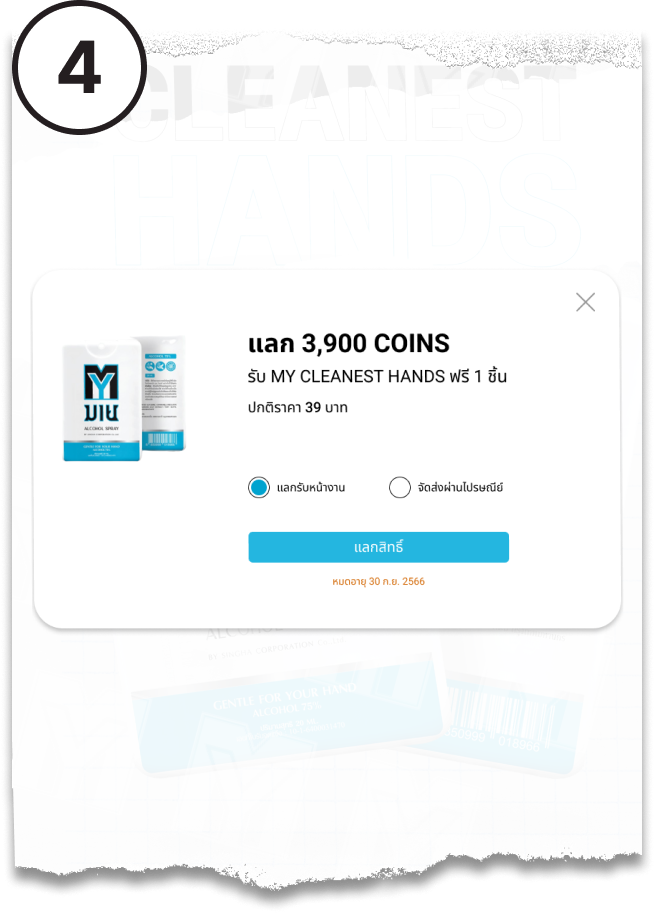 4
CLEANEST
HANDS
แลก 3,900 COINS
รับ MY CLEANEST HANDS ฟรี 1 ชิ้น
ปกติราคา 39 บาท
MY
มาย
ALCOHOL SPRAY
แลกรับหน้างาน
จัดส่งผ่านไปรษณีย์
แลกสิทธิ์
หมดอายุ 30 ก.ย. 2566
GENTLE FOR YOUR HAND
ALCOHOL 75%